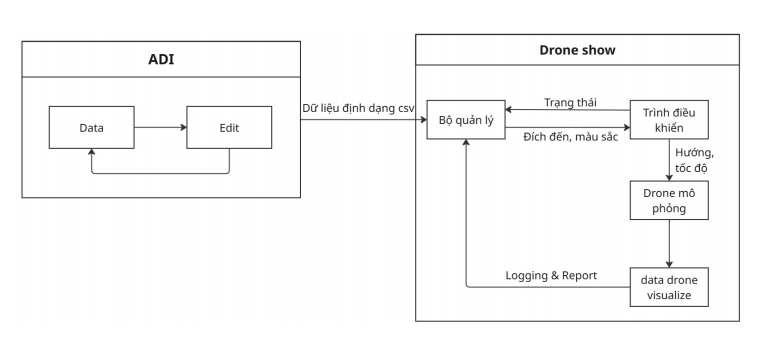 ADI
Data
Edit
Dữ liệu định dạng csv
Drone show
Bộ quản lý
Trạng thái
Đích đến, màu sắc
Trình điều
khiển
Hướng,
tốc độ
Drone mô
phỏng
Logging & Report
data drone
visualize